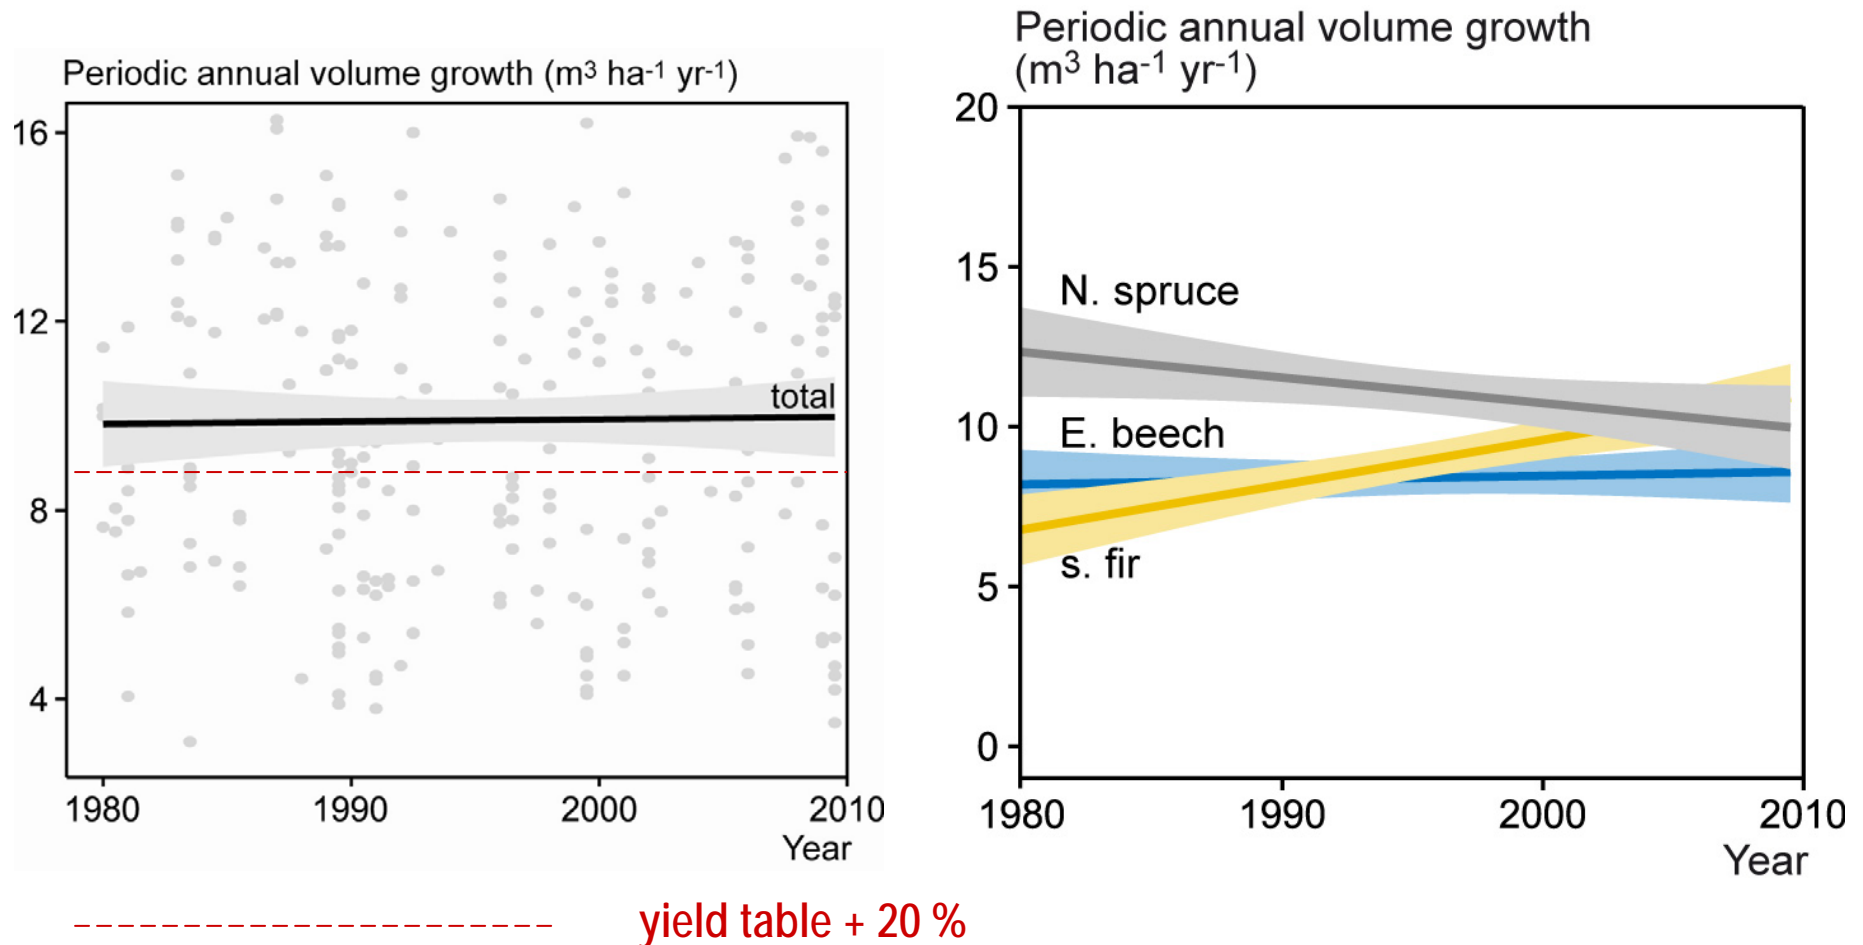 Periodic annual volume growth (m³ ha⁻¹ yr⁻¹)
16
12
8
4
total
1980 1990 2000 2010
Year
Periodic annual volume growth
(m³ ha⁻¹ yr⁻¹)
20
15
10
5
0
N. spruce
E. beech
s. fir
1980 1990 2000 2010
Year
yield table + 20 %